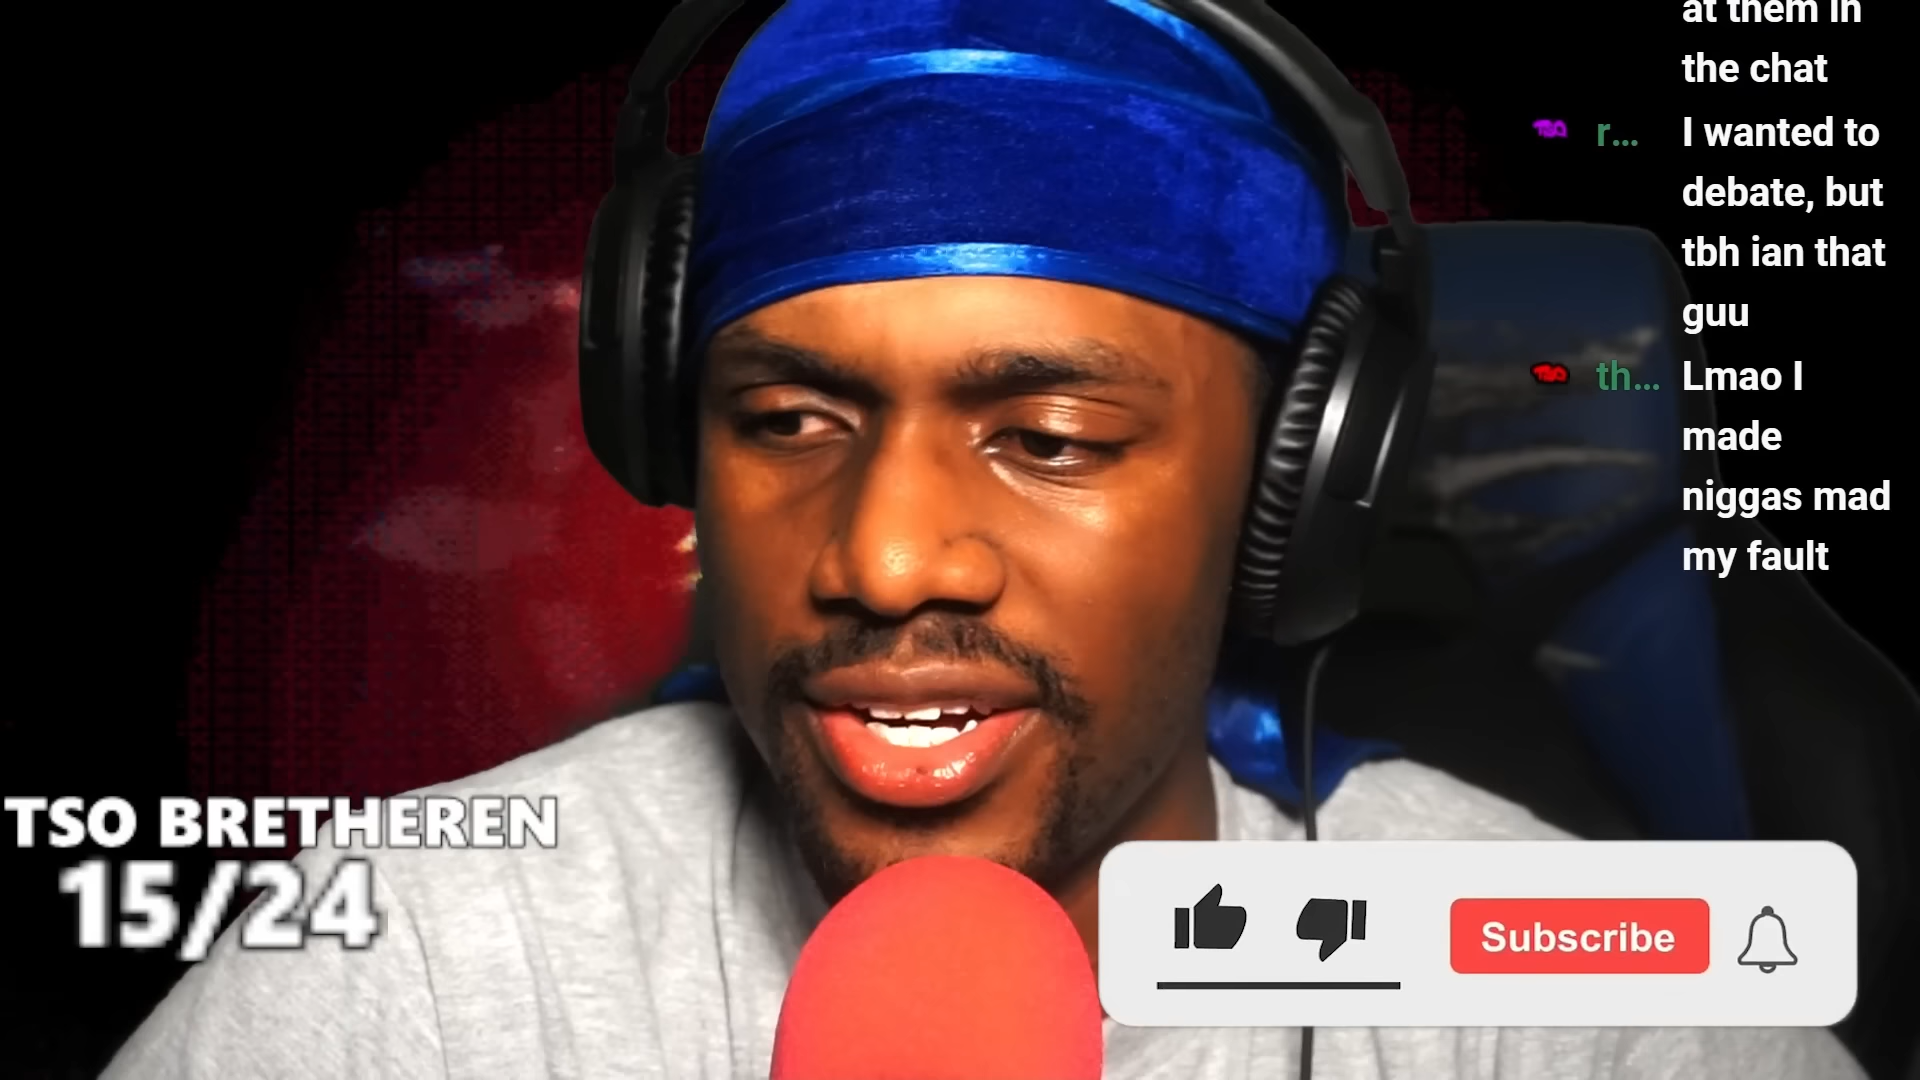 at them in
the chat
r... I wanted to
debate, but
tbh ian that
guu
th... Lmao I
made
niggas mad
my fault
TSO BRETHEREN
15/24
Subscribe